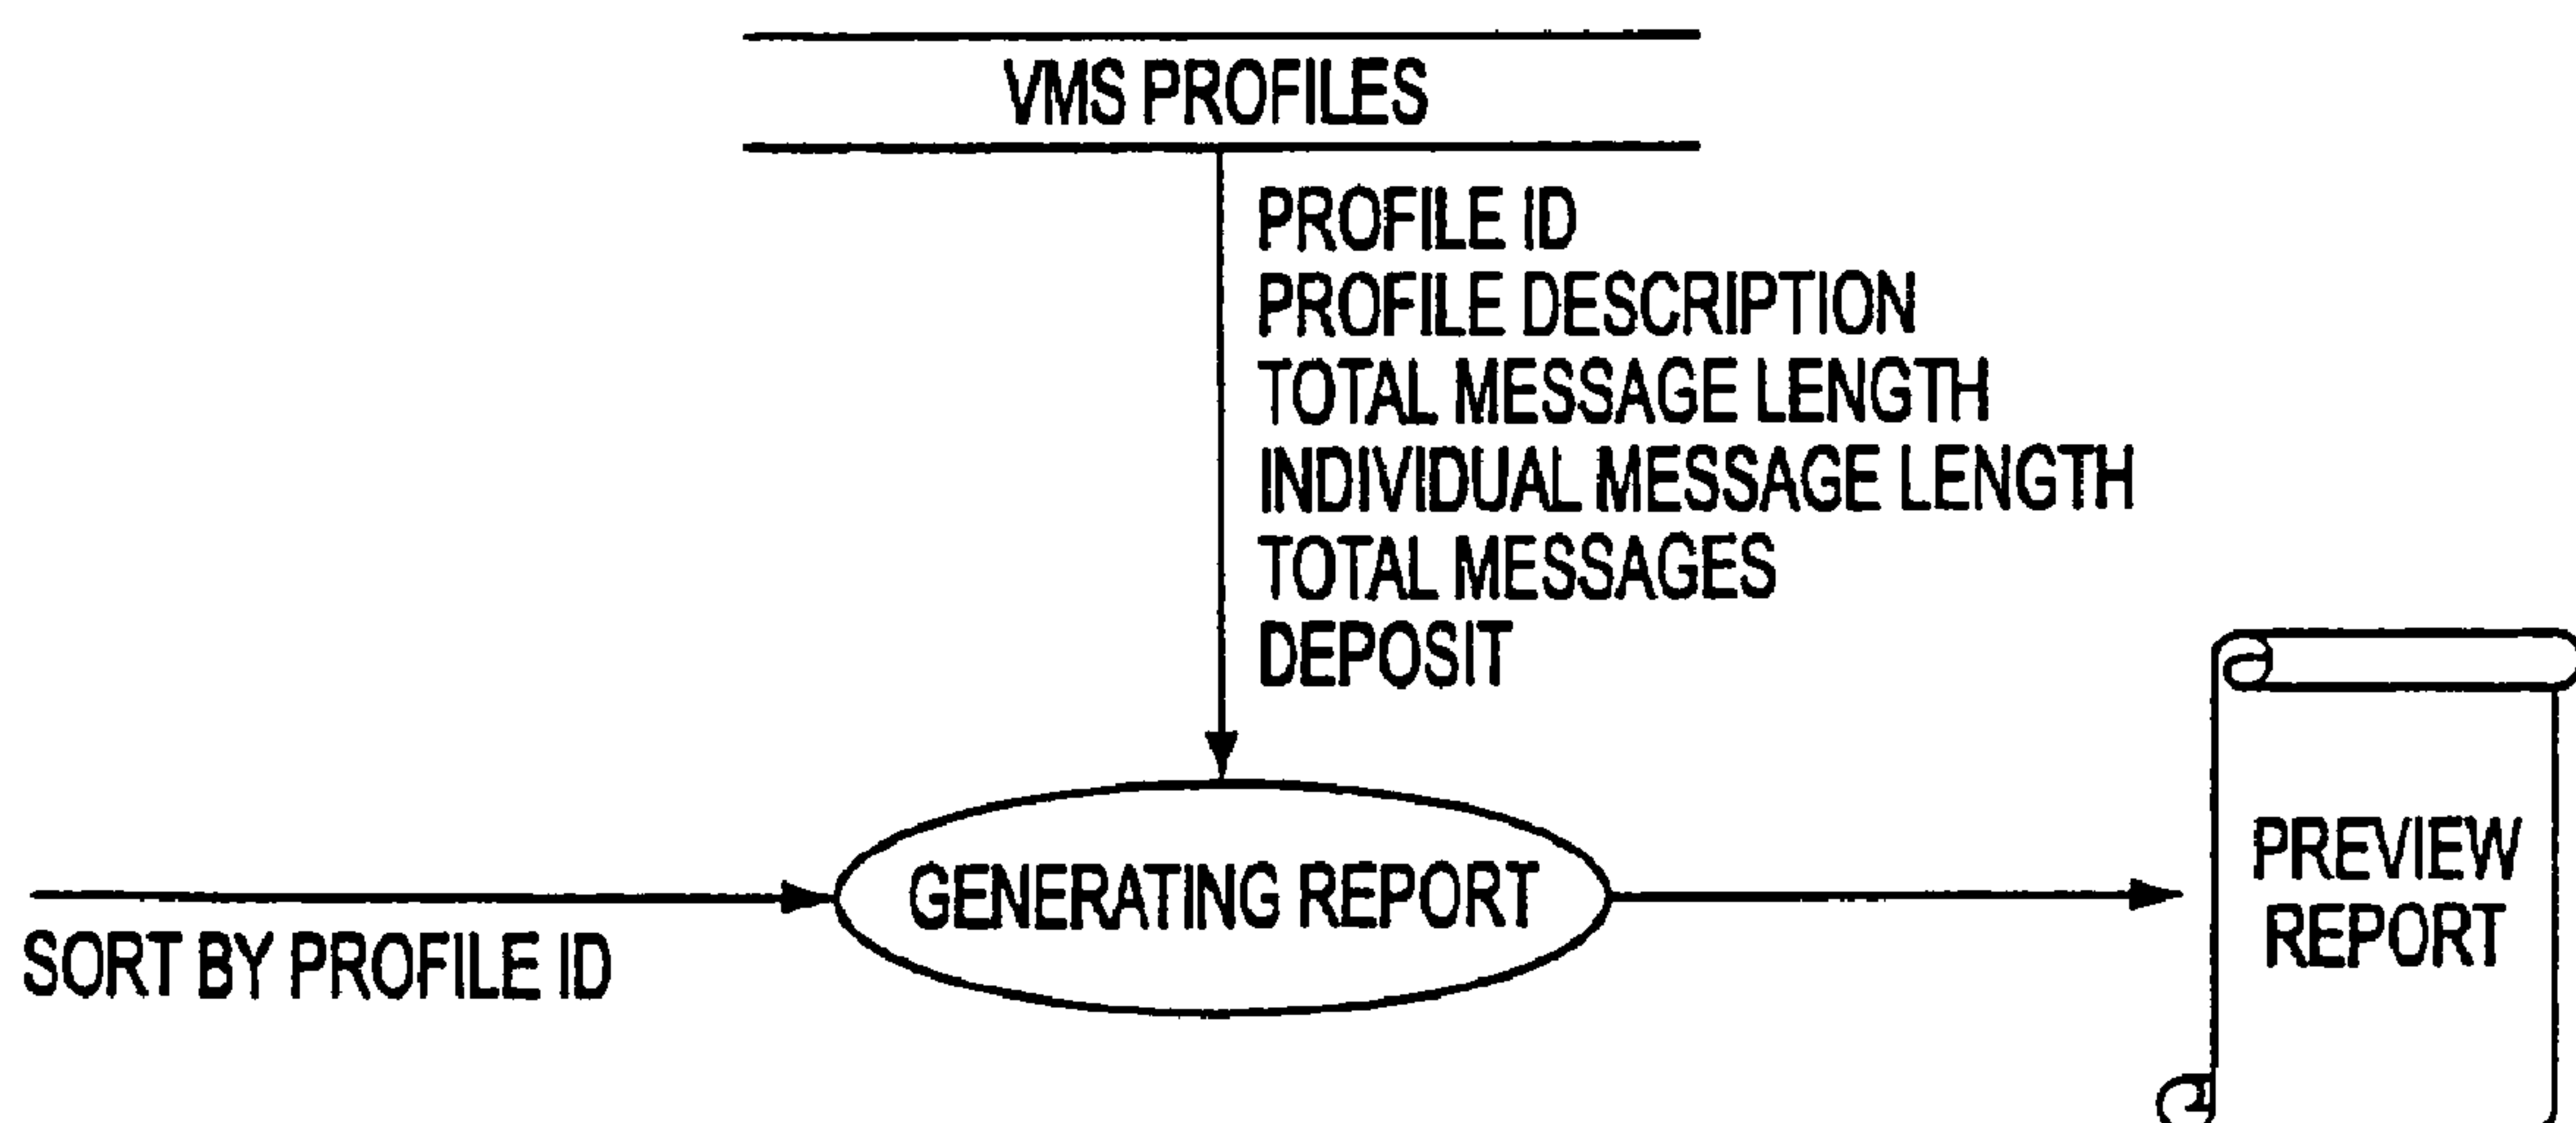 VMS PROFILES
PROFILE ID
PROFILE DESCRIPTION
TOTAL MESSAGE LENGTH
INDIVIDUAL MESSAGE LENGTH
TOTAL MESSAGES
DEPOSIT
GENERATING REPORT
SORT BY PROFILE ID
PREVIEW
REPORT